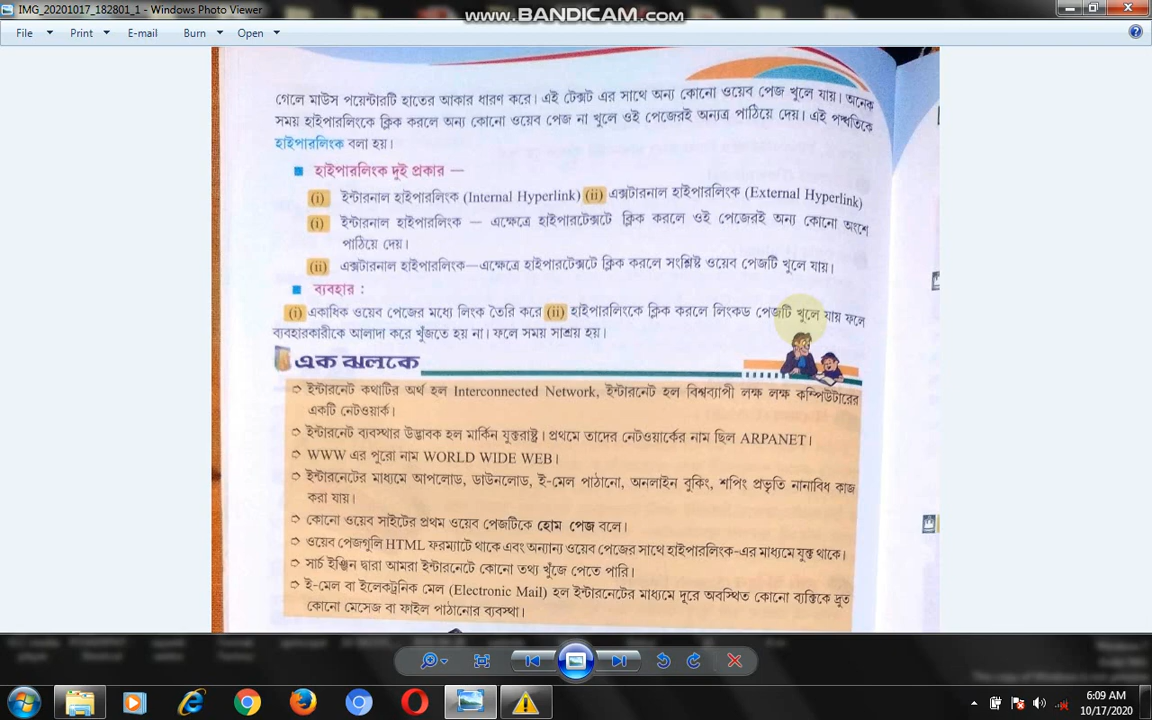 IMG_20201017_182801_1 - Windows Photo Viewer
www.BANDICAM.com
File Print E-mail Burn Open
গেলে মাউস পয়েন্টারটি হাতের আকার ধারণ করে। এই টেক্সট এর সাথে অন্য কোনো ওয়েব পেজ খুলে যায়। অনেক
সময় হাইপারলিংকে ক্লিক করলে অন্য কোনো ওয়েব পেজ না খুলে ওই পেজেরই অন্যত্র পাঠিয়ে দেয়। এই পদ্ধতিকে
হাইপারলিংক বলা হয়।
হাইপারলিংক দুই প্রকার —
(i) ইন্টারনাল হাইপারলিংক (Internal Hyperlink) (ii) এক্সটারনাল হাইপারলিংক (External Hyperlink)
(i) ইন্টারনাল হাইপারলিংক — এক্ষেত্রে হাইপারটেক্সটে ক্লিক করলে ওই পেজেরই অন্য কোনো অংশে
পাঠিয়ে দেয়।
(ii) এক্সটারনাল হাইপারলিংক—এক্ষেত্রে হাইপারটেক্সটে ক্লিক করলে সংশ্লিষ্ট ওয়েব পেজটি খুলে যায়।
ব্যবহার :
(i) একাধিক ওয়েব পেজের মধ্যে লিংক তৈরি করে (ii) হাইপারলিংকে ক্লিক করলে লিংকড পেজটি খুলে যায় ফলে
ব্যবহারকারীকে আলাদা করে খুঁজতে হয় না। ফলে সময় সাশ্রয় হয়।
এক ঝলকে
➲ ইন্টারনেট কথাটির অর্থ হল Interconnected Network, ইন্টারনেট হল বিশ্বব্যাপী লক্ষ লক্ষ কম্পিউটারের
একটি নেটওয়ার্ক।
➲ ইন্টারনেট ব্যবস্থার উদ্ভাবক হল মার্কিন যুক্তরাষ্ট্র। প্রথমে তাদের নেটওয়ার্কের নাম ছিল ARPANET।
➲ WWW এর পুরো নাম WORLD WIDE WEB।
➲ ইন্টারনেটের মাধ্যমে আপলোড, ডাউনলোড, ই-মেল পাঠানো, অনলাইন বুকিং, শপিং প্রভৃতি নানাবিধ কাজ
করা যায়।
➲ কোনো ওয়েব সাইটের প্রথম ওয়েব পেজটিকে হোম পেজ বলে।
➲ ওয়েব পেজগুলি HTML ফরম্যাটে থাকে এবং অন্যান্য ওয়েব পেজের সাথে হাইপারলিংক-এর মাধ্যমে যুক্ত থাকে।
➲ সার্চ ইঞ্জিন দ্বারা আমরা ইন্টারনেটে কোনো তথ্য খুঁজে পেতে পারি।
➲ ই-মেল বা ইলেকট্রনিক মেল (Electronic Mail) হল ইন্টারনেটের মাধ্যমে দূরে অবস্থিত কোনো ব্যক্তিকে দ্রুত
কোনো মেসেজ বা ফাইল পাঠানোর ব্যবস্থা।
6:09 AM
10/17/2020